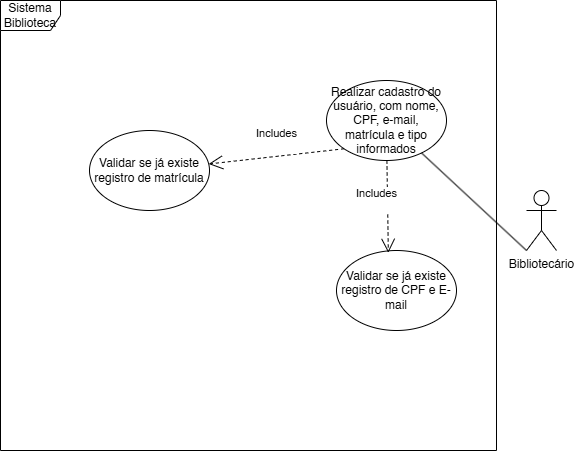 Sistema
Biblioteca
Realizar cadastro do
usuário, com nome,
CPF, e-mail,
matrícula e tipo
informados
Includes
Validar se já existe
registro de matrícula
Includes
Bibliotecário
Validar se já existe
registro de CPF e E-
mail